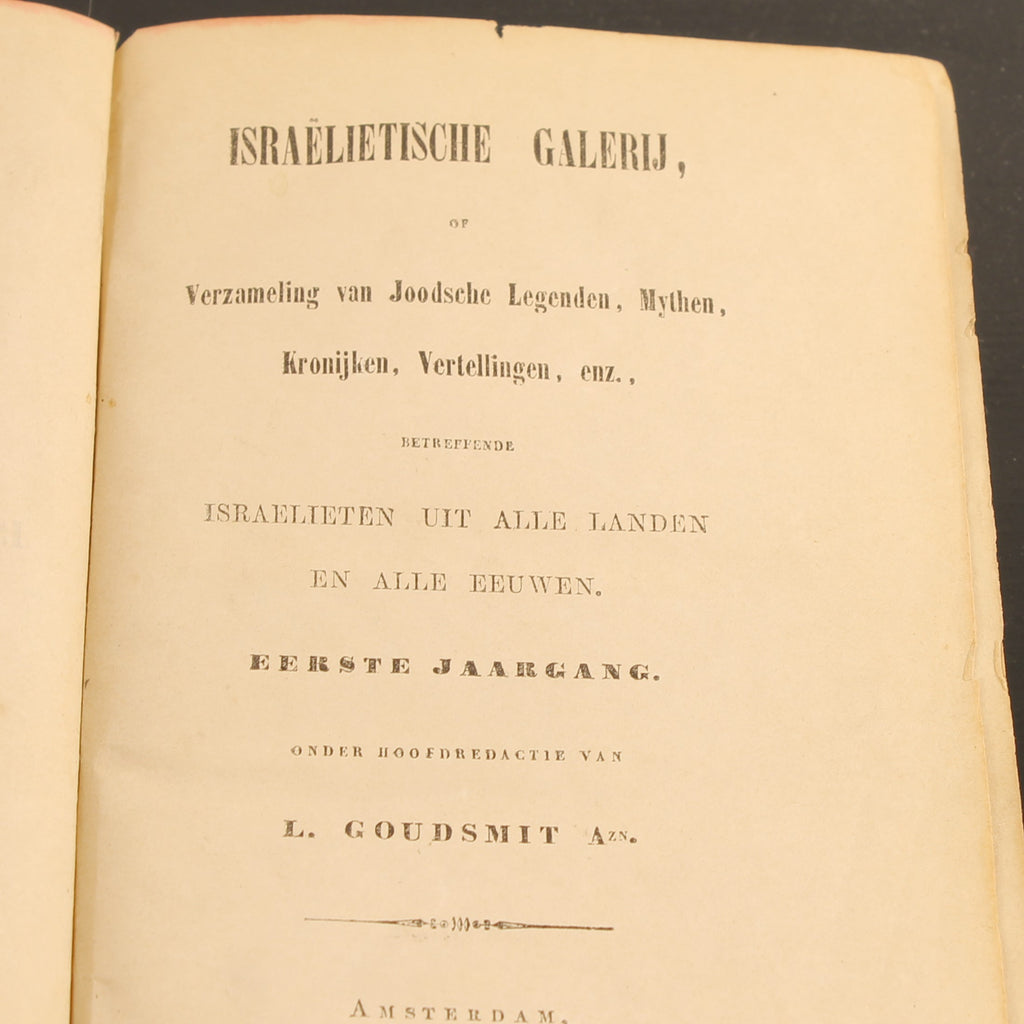 ISRAËLIETISCHE GALERIJ,
OF
Verzameling van Joodsche Legenden, Mythen,
Kronijken, Vertellingen, enz.,
BETREFFENDE
ISRAELIETEN UIT ALLE LANDEN
EN ALLE EEUWEN.
EERSTE JAARGANG.
ONDER HOOFDREDACTIE VAN
L. GOUDSMIT Azn.
AMSTERDAM,